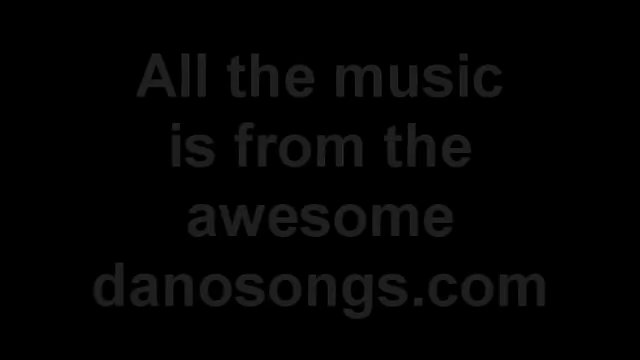 All the music
is from the
awesome
danosongs.com